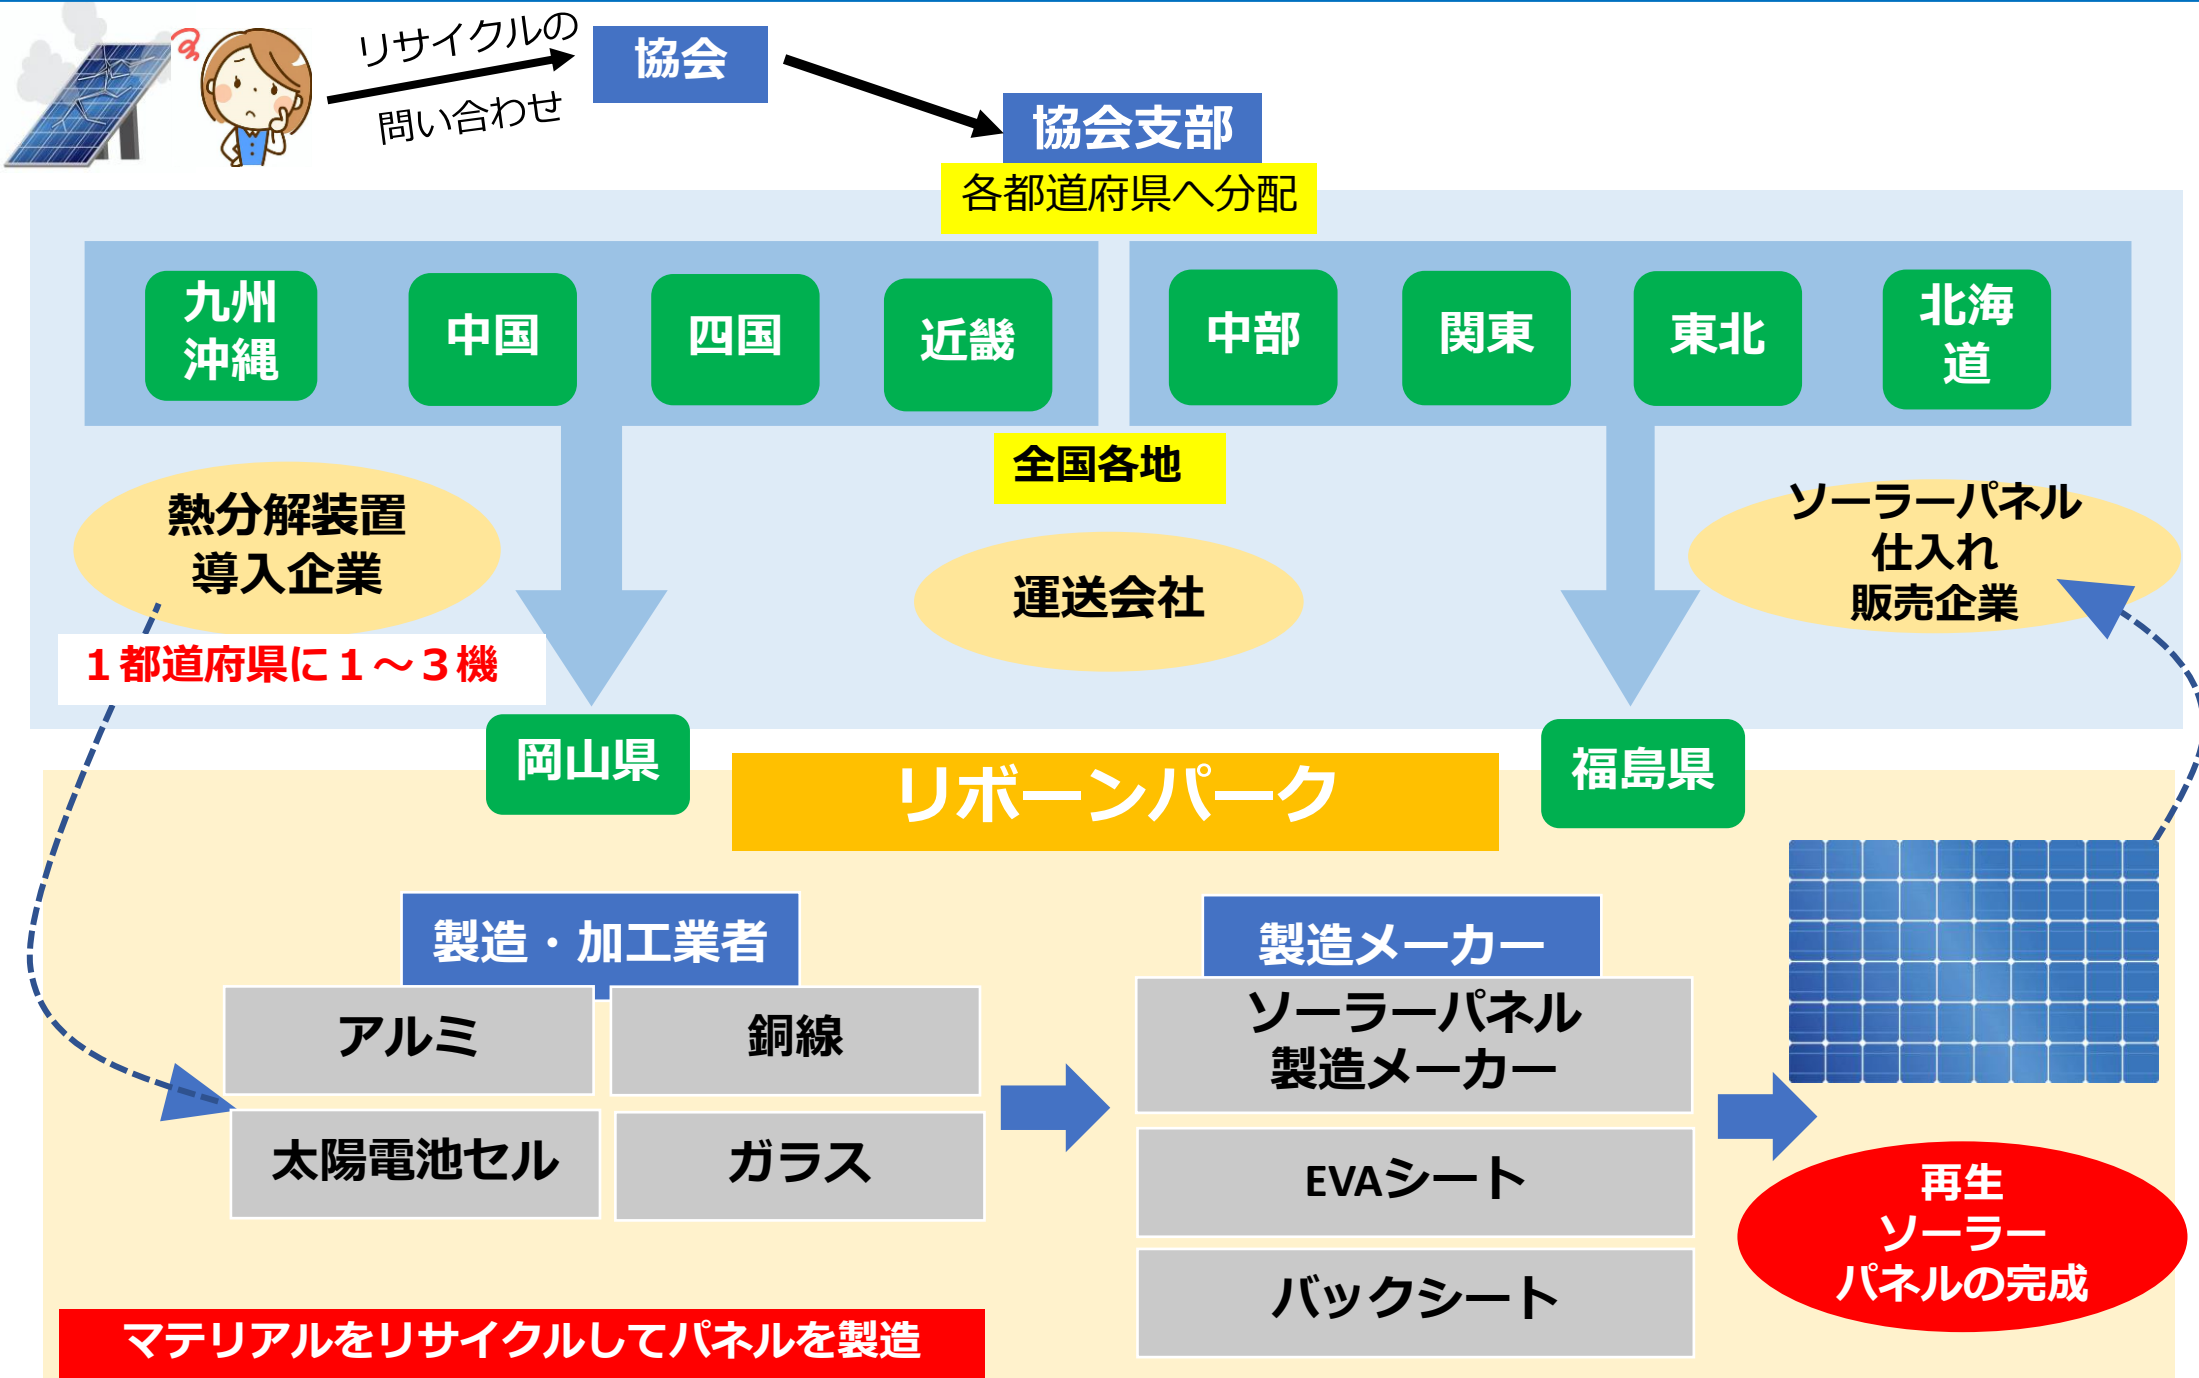 リサイクルの
問い合わせ
協会
協会支部
各都道府県へ分配
九州
沖縄
中国
四国
近畿
中部
関東
東北
北海
道
全国各地
熱分解装置
導入企業
１都道府県に１～３機
運送会社
ソーラーパネル
仕入れ
販売企業
岡山県
リボーンパーク
福島県
製造・加工業者
アルミ
銅線
太陽電池セル
ガラス
製造メーカー
ソーラーパネル
製造メーカー
EVAシート
バックシート
再生
ソーラー
パネルの完成
マテリアルをリサイクルしてパネルを製造